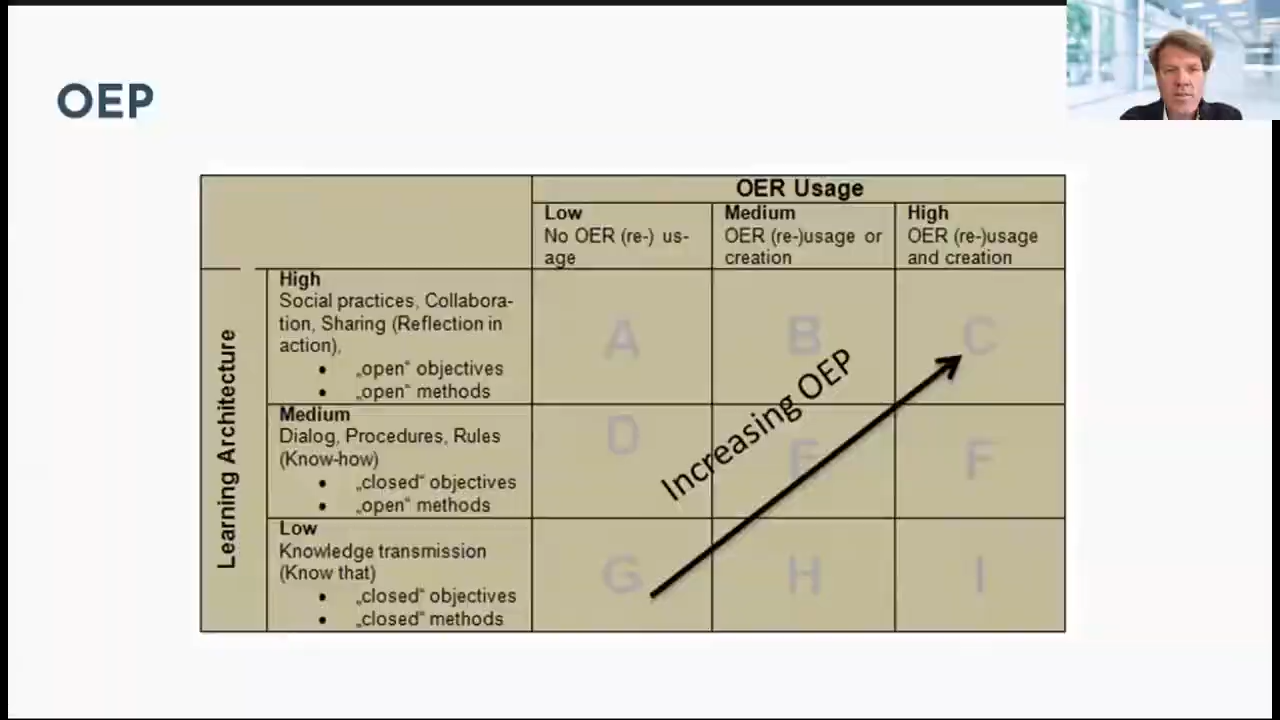 OEP
OER Usage
Low
No OER (re-) us-
age
Medium
OER (re-)usage or
creation
High
OER (re-)usage
and creation
Learning Architecture
High
Social practices, Collabora-
tion, Sharing (Reflection in
action),
• „open“ objectives
• „open“ methods
A
B
C
Medium
Dialog, Procedures, Rules
(Know-how)
• „closed“ objectives
• „open“ methods
D
E
F
Low
Knowledge transmission
(Know that)
• „closed“ objectives
• „closed“ methods
G
H
I
Increasing OEP